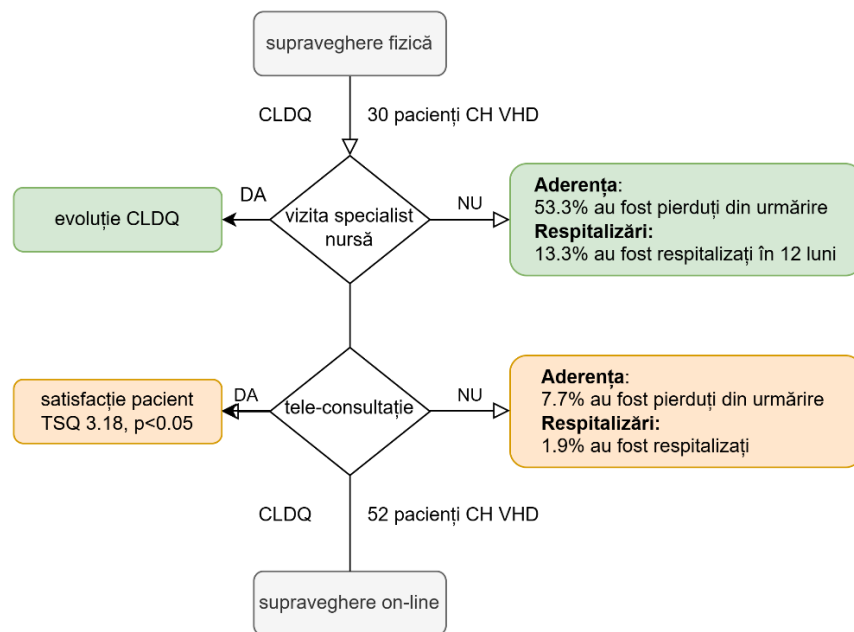 supraveghere fizică
CLDQ
30 pacienți CH VHD
DA
vizita specialist
nursă
NU
evoluție CLDQ
Aderența:
53.3% au fost pierduți din urmărire
Respitalizări:
13.3% au fost respitalizați în 12 luni
satisfacție pacient
TSQ 3.18, p<0.05
DA
tele-consultație
NU
Aderența:
7.7% au fost pierduți din urmărire
Respitalizări:
1.9% au fost respitalizați
CLDQ
52 pacienți CH VHD
supraveghere on-line